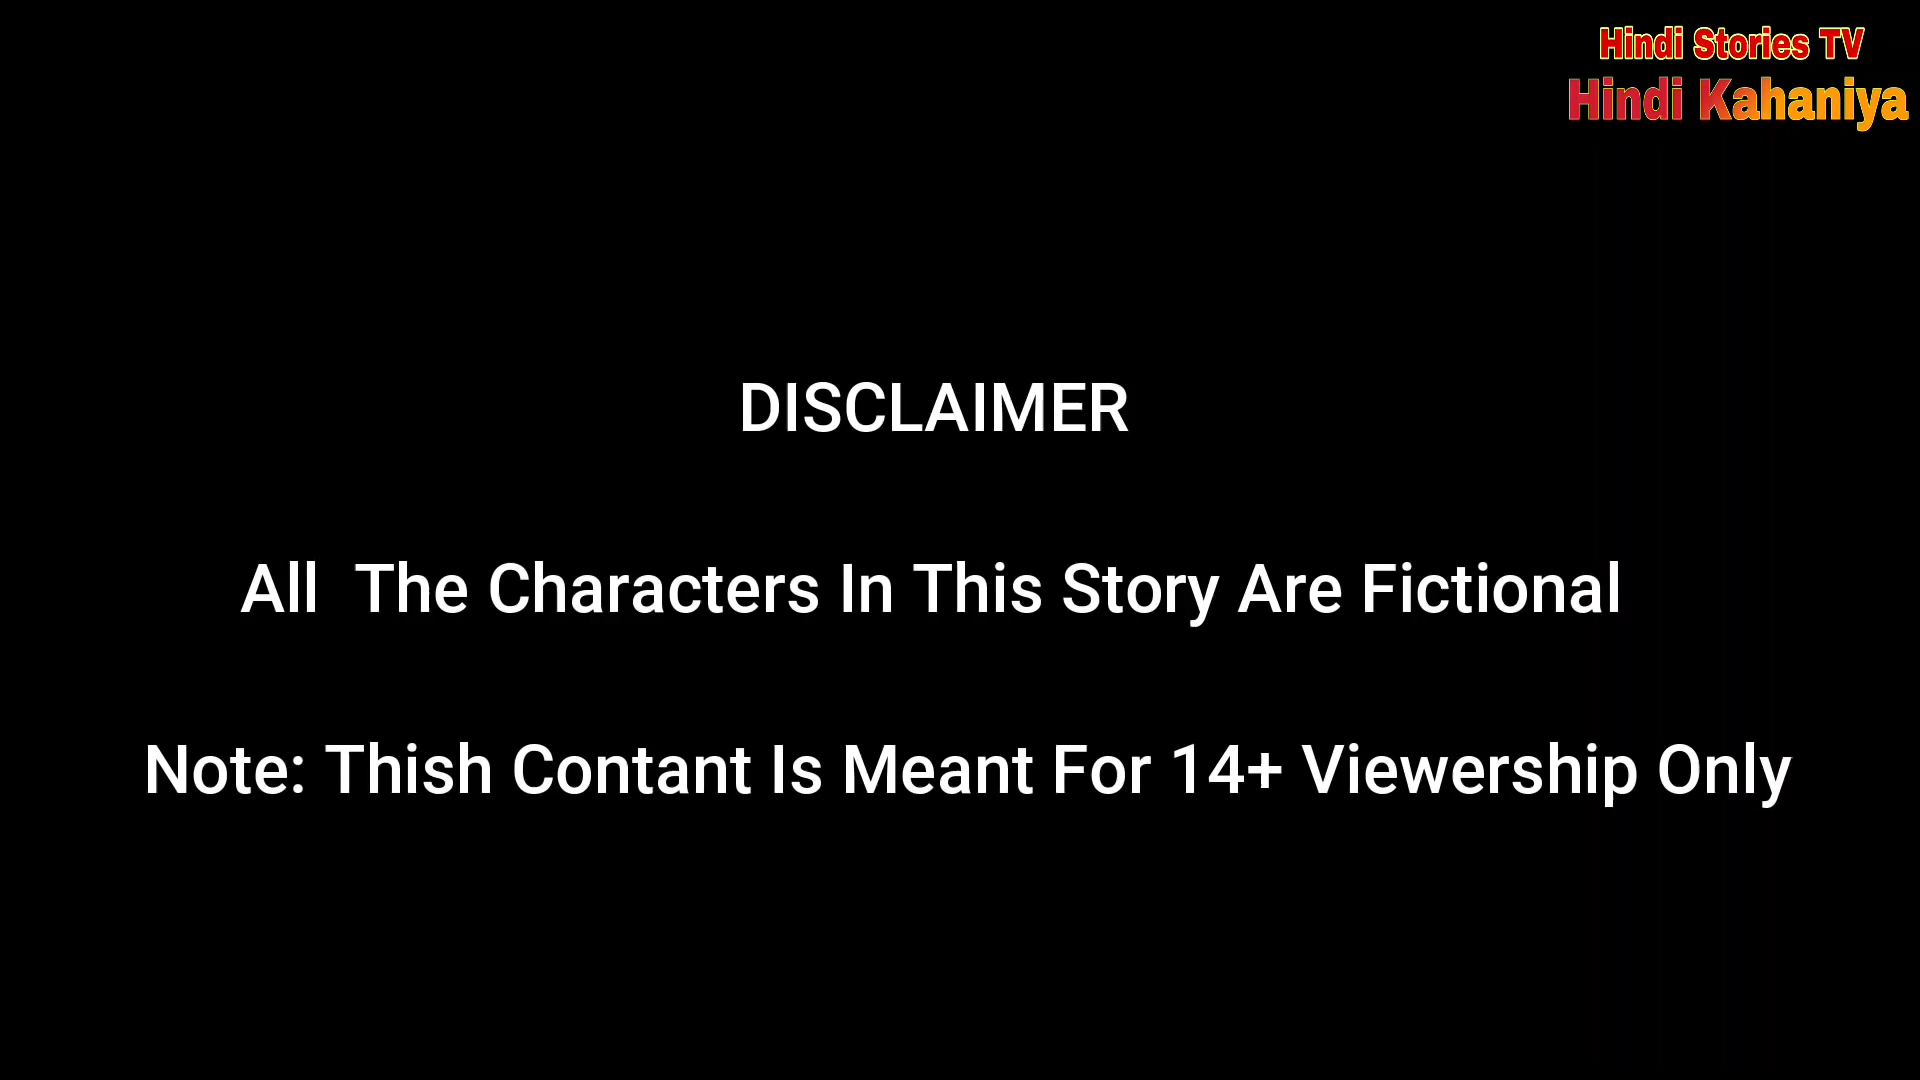 Hindi Stories TV
Hindi Kahaniya
DISCLAIMER
All The Characters In This Story Are Fictional
Note: Thish Contant Is Meant For 14+ Viewership Only